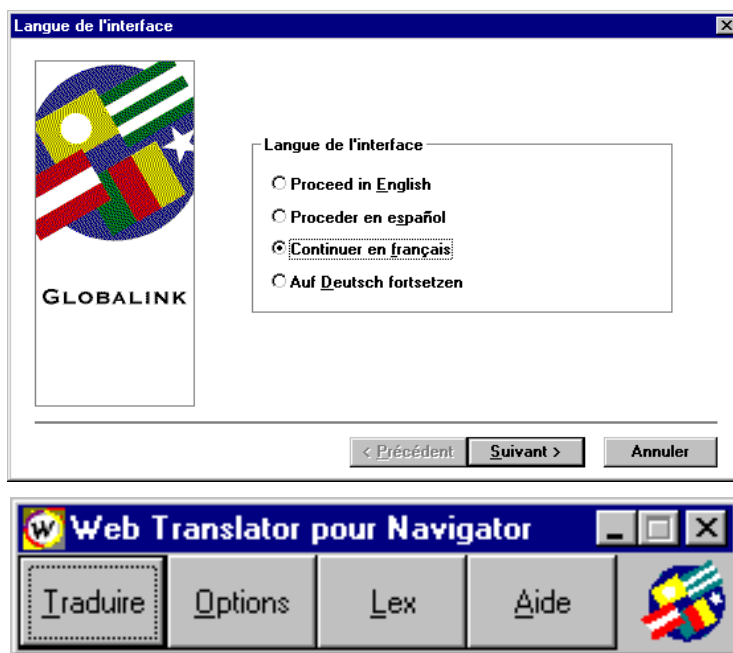 Langue de l'interface
Langue de l'interface
Proceed in English
Proceder en español
Continuer en français
Auf Deutsch fortsetzen
GLOBALINK
< Précédent Suivant > Annuler
W Web Translator pour Navigator
Traduire Options Lex Aide